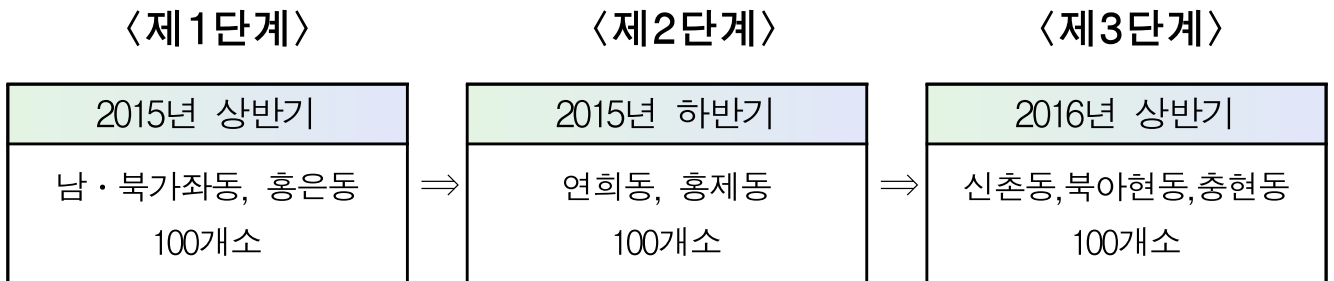 〈제1단계〉 〈제2단계〉 〈제3단계〉
2015년 상반기 2015년 하반기 2016년 상반기
남·북가좌동, 홍은동 ⇒ 연희동, 홍제동 ⇒ 신촌동,북아현동,충현동
100개소 100개소 100개소